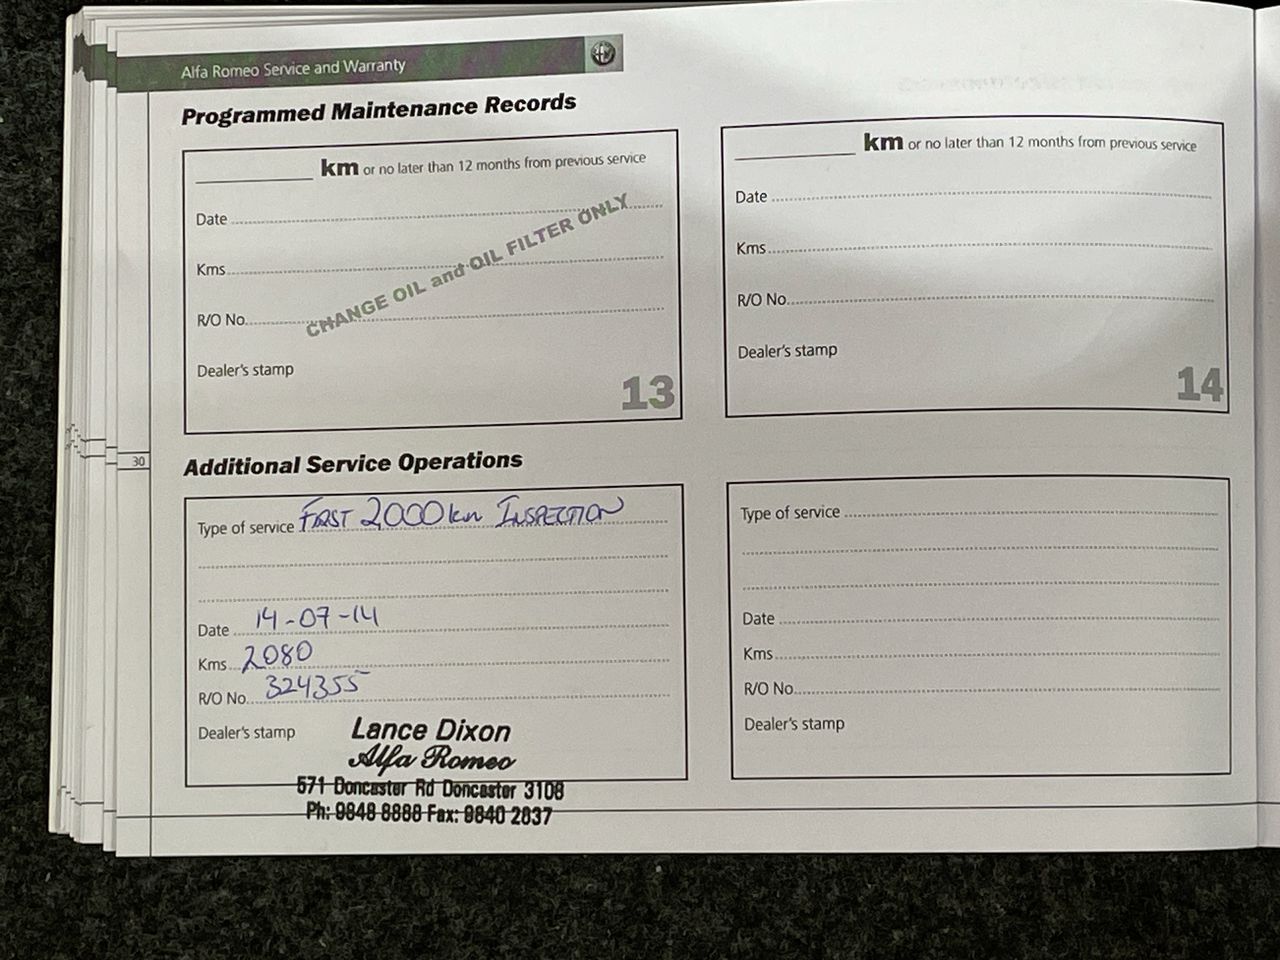 Alfa Romeo Service and Warranty
Programmed Maintenance Records
km or no later than 12 months from previous service
Date
Kms
R/O No.
CHANGE OIL and OIL FILTER ONLY
Dealer's stamp
13
km or no later than 12 months from previous service
Date
Kms
R/O No.
Dealer's stamp
14
30
Additional Service Operations
Type of service FIRST 2,000 km INSPECTION
Date 14-07-14
Kms 2080
R/O No. 324355
Dealer's stamp
Lance Dixon
Alfa Romeo
571 Doncaster Rd Doncaster 3108
Ph: 9848 8888 Fax: 9840 2837
Type of service
Date
Kms
R/O No.
Dealer's stamp